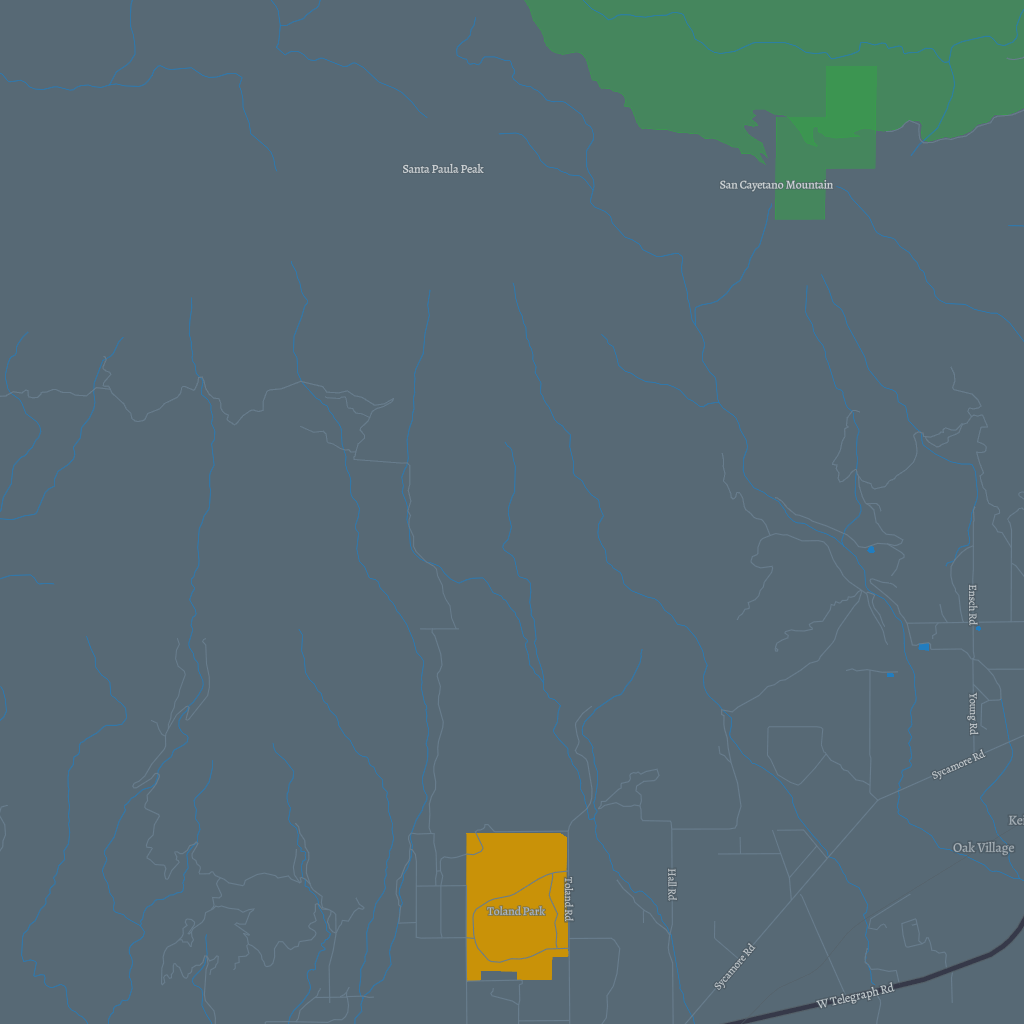 Santa Paula Peak
San Cayetano Mountain
Ensch Rd
Young Rd
Sycamore Rd
Oak Village
Hall Rd
Toland Rd
Toland Park
Sycamore Rd
W Telegraph Rd